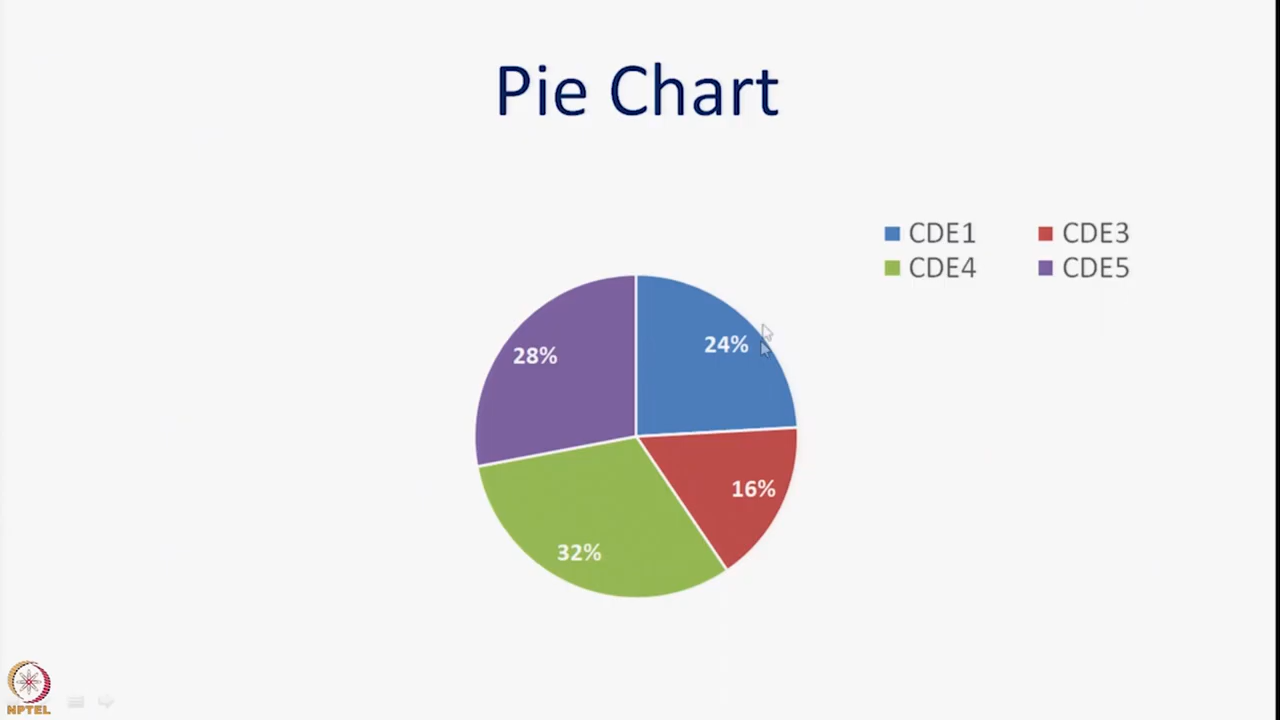 Pie Chart
CDE1 CDE3
CDE4 CDE5
28%
24%
16%
32%
NPTEL